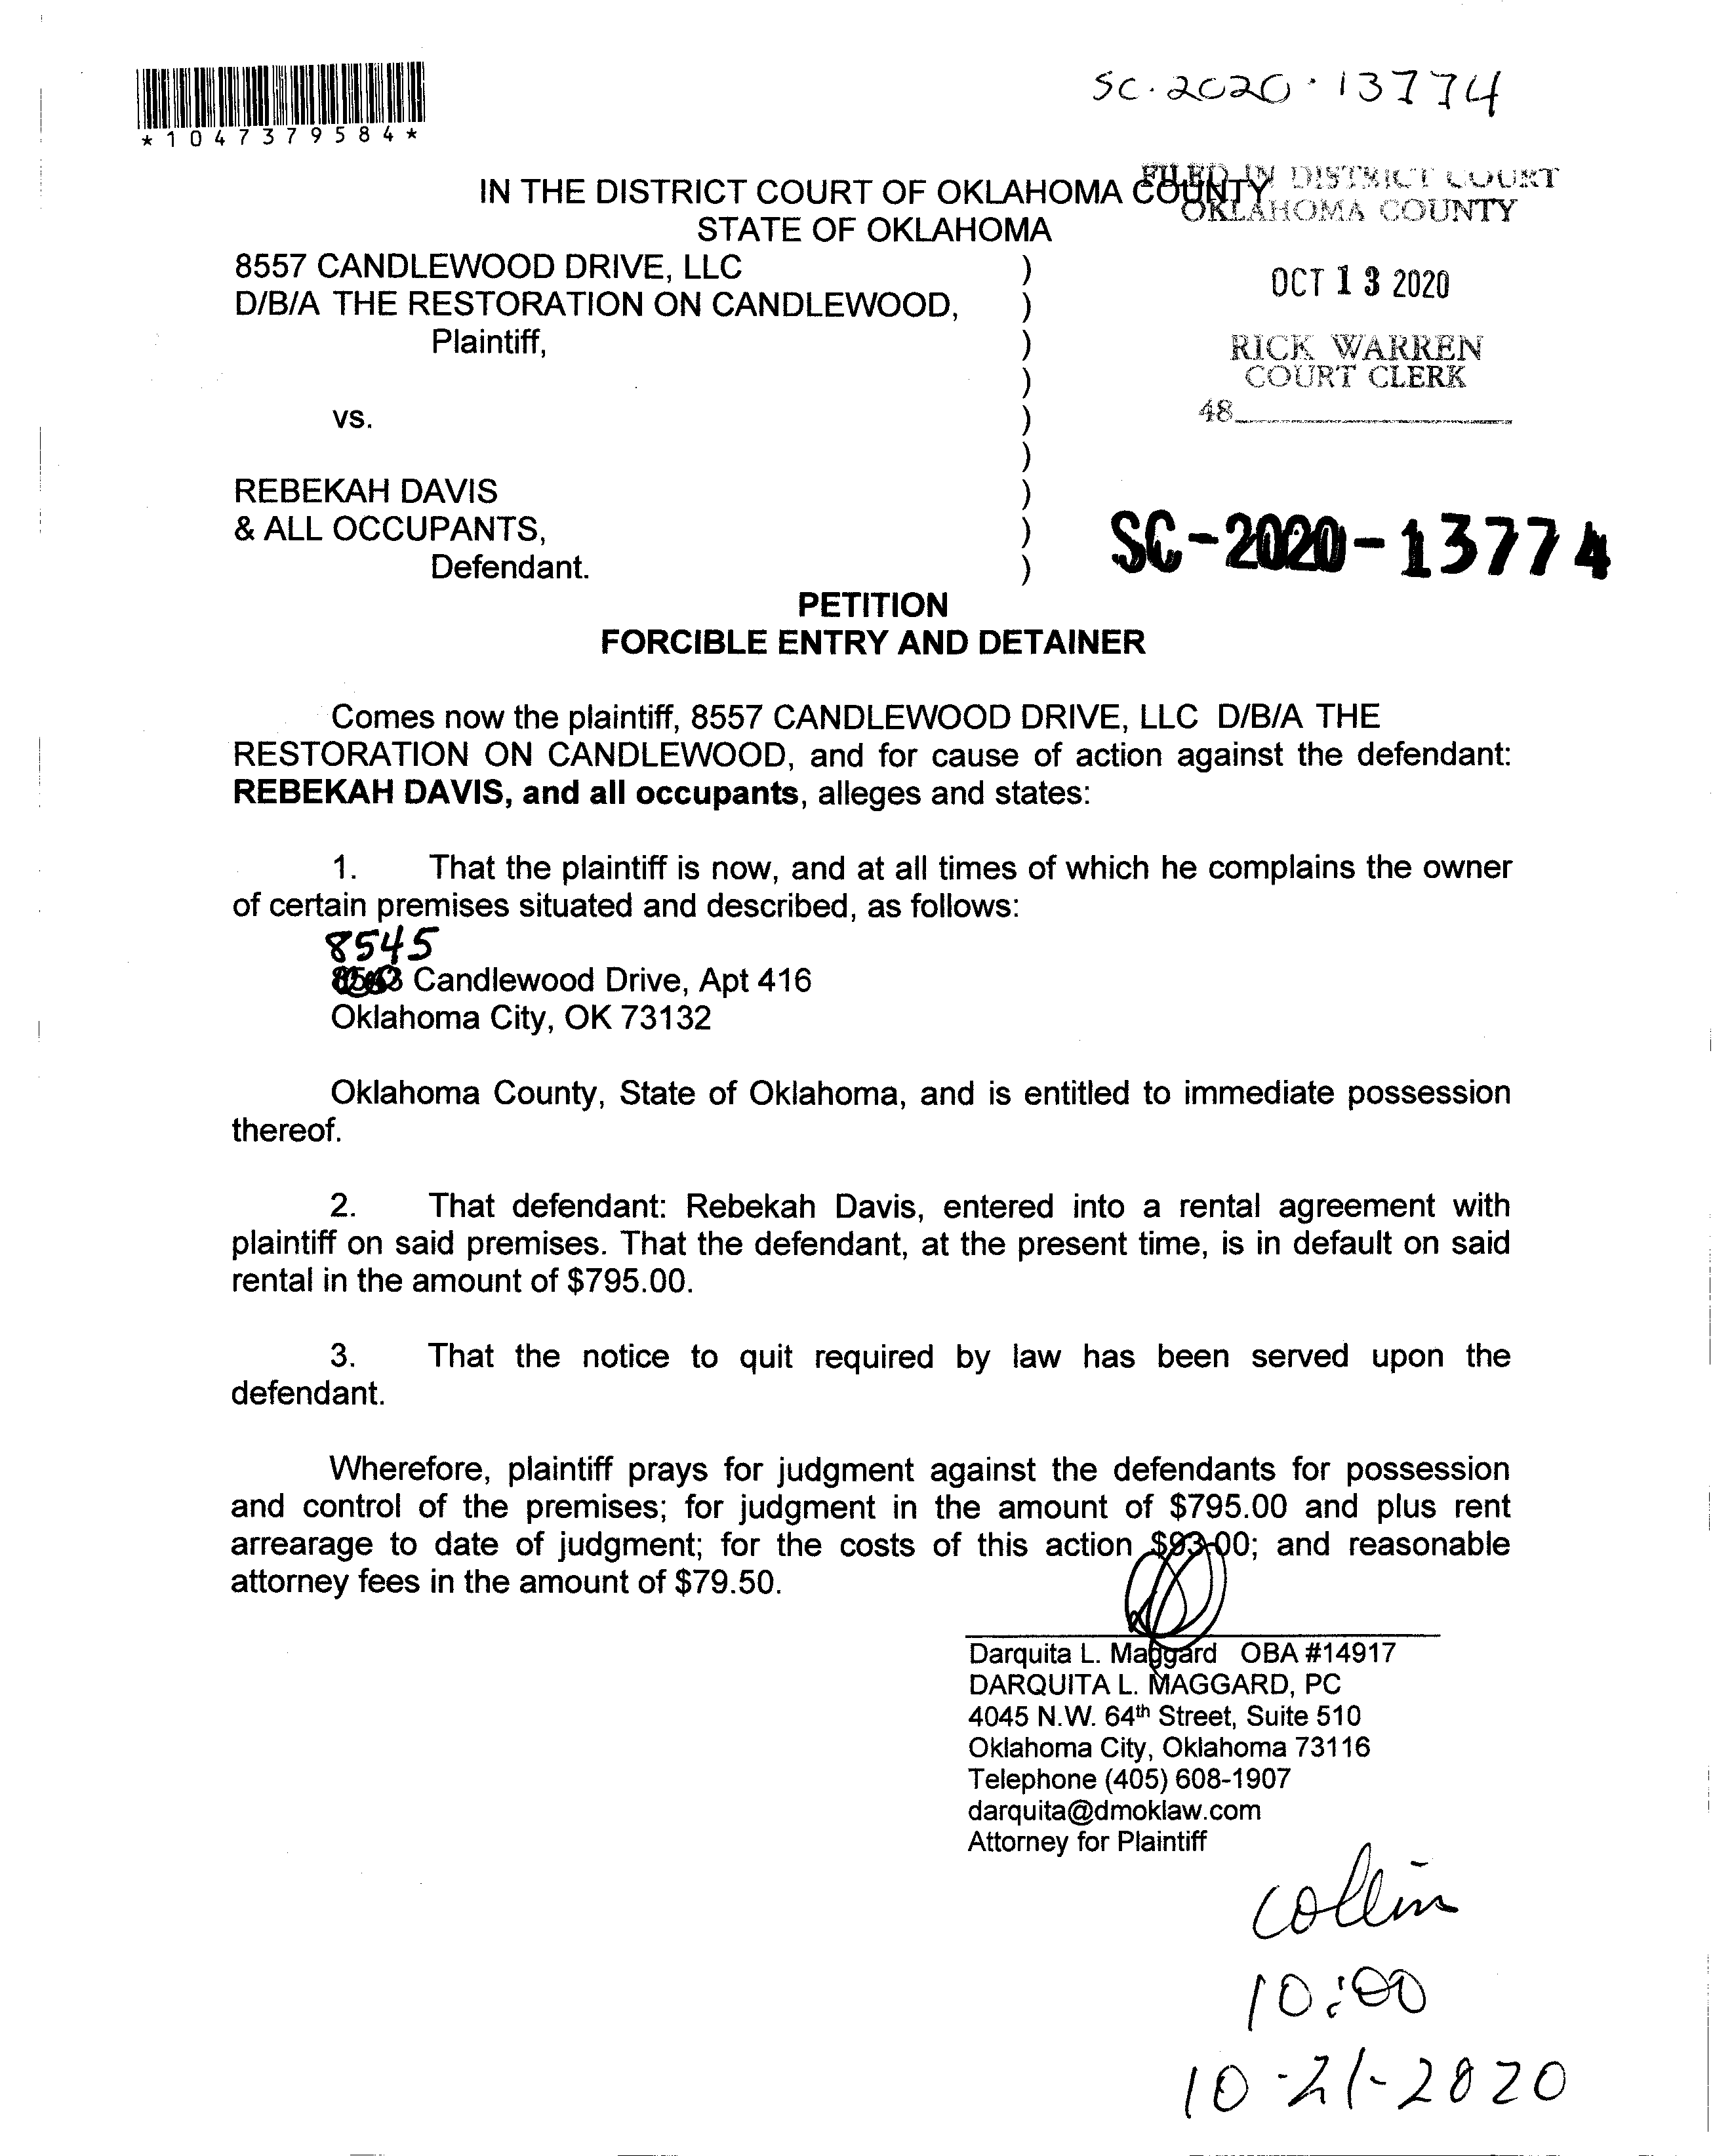 SC-2020-13774
*1047379584*
IN THE DISTRICT COURT OF OKLAHOMA COUNTY
STATE OF OKLAHOMA
FILED IN DISTRICT COURT
OKLAHOMA COUNTY
OCT 13 2020
RICK WARREN
COURT CLERK
48
8557 CANDLEWOOD DRIVE, LLC )
D/B/A THE RESTORATION ON CANDLEWOOD, )
Plaintiff, )
)
vs. )
)
REBEKAH DAVIS )
& ALL OCCUPANTS, )
Defendant. )
SC-2020-13774
PETITION
FORCIBLE ENTRY AND DETAINER
Comes now the plaintiff, 8557 CANDLEWOOD DRIVE, LLC D/B/A THE
RESTORATION ON CANDLEWOOD, and for cause of action against the defendant:
REBEKAH DAVIS, and all occupants, alleges and states:
1. That the plaintiff is now, and at all times of which he complains the owner
of certain premises situated and described, as follows:
8545
Candlewood Drive, Apt 416
Oklahoma City, OK 73132
Oklahoma County, State of Oklahoma, and is entitled to immediate possession
thereof.
2. That defendant: Rebekah Davis, entered into a rental agreement with
plaintiff on said premises. That the defendant, at the present time, is in default on said
rental in the amount of $795.00.
3. That the notice to quit required by law has been served upon the
defendant.
Wherefore, plaintiff prays for judgment against the defendants for possession
and control of the premises; for judgment in the amount of $795.00 and plus rent
arrearage to date of judgment; for the costs of this action $93.00; and reasonable
attorney fees in the amount of $79.50.
Darquita L. Maggard OBA #14917
DARQUITA L. MAGGARD, PC
4045 N.W. 64th Street, Suite 510
Oklahoma City, Oklahoma 73116
Telephone (405) 608-1907
darquita@dmoklaw.com
Attorney for Plaintiff
Collin
10:00
10-21-2020